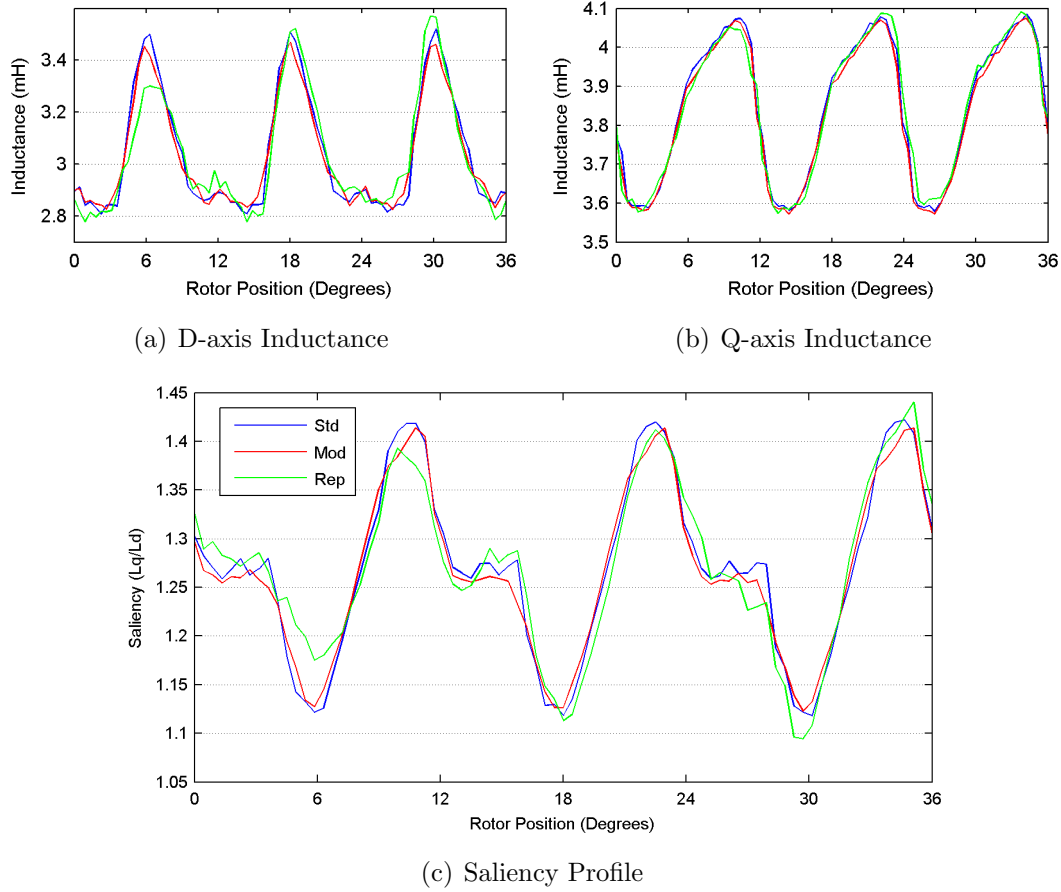 3.4
3.2
3
2.8
Inductance (mH)
0 6 12 18 24 30 36
Rotor Position (Degrees)
(a) D-axis Inductance
4.1
4
3.9
3.8
3.7
3.6
3.5
Inductance (mH)
0 6 12 18 24 30 36
Rotor Position (Degrees)
(b) Q-axis Inductance
1.45
1.4
1.35
1.3
1.25
1.2
1.15
1.1
1.05
Saliency (Lq/Ld)
Std
Mod
Rep
0 6 12 18 24 30 36
Rotor Position (Degrees)
(c) Saliency Profile